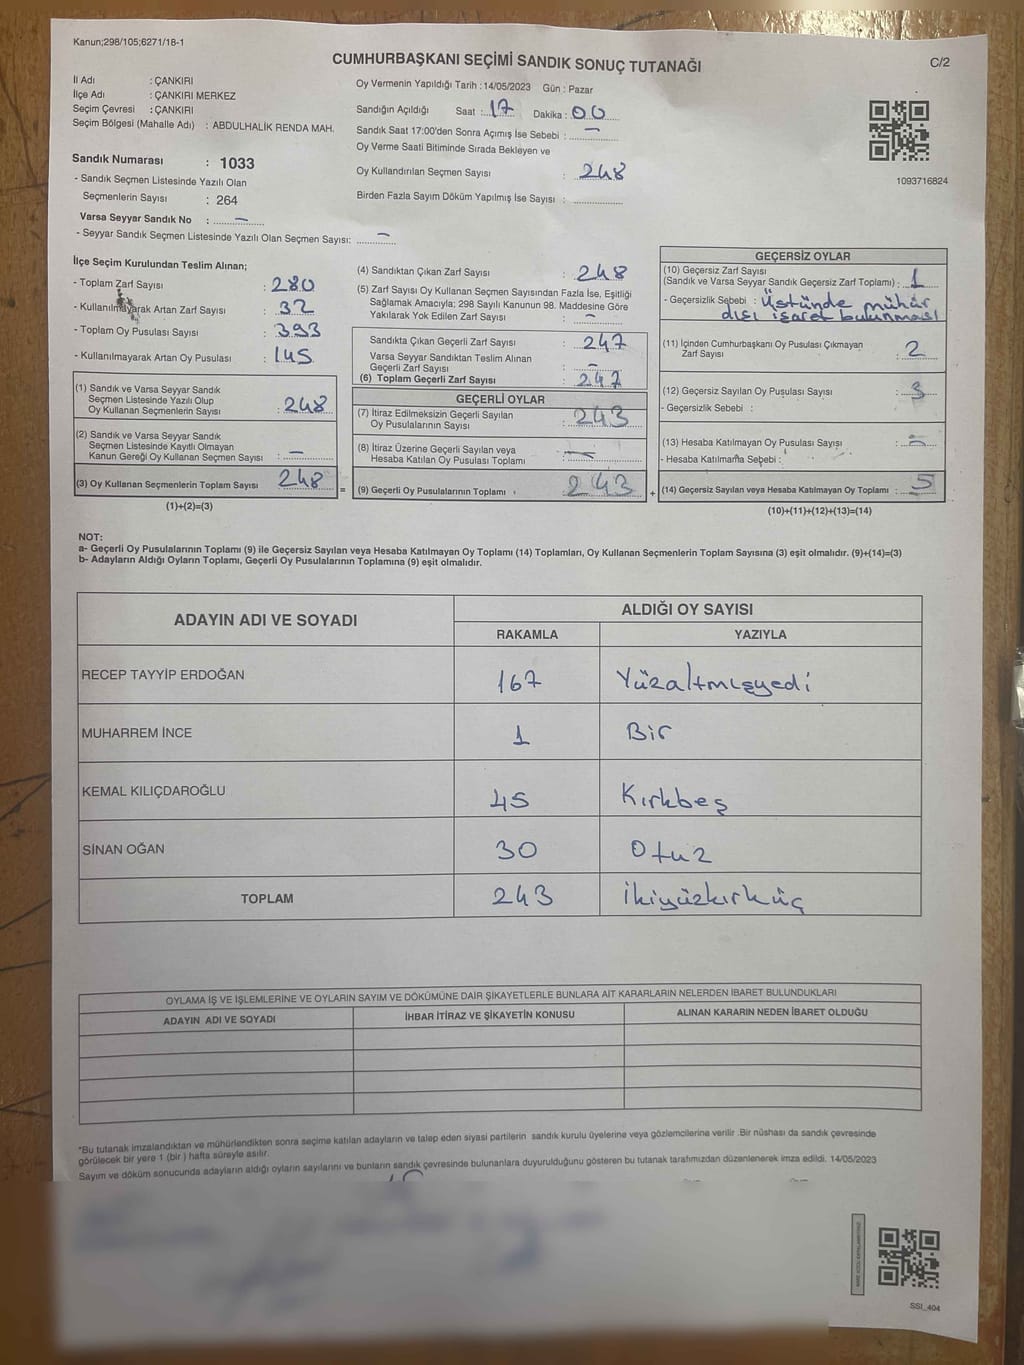 Kanun;298/105;6271/18-1
CUMHURBAŞKANI SEÇİMİ SANDIK SONUÇ TUTANAĞI
C/2
İl Adı : ÇANKIRI
İlçe Adı : ÇANKIRI MERKEZ
Seçim Çevresi : ÇANKIRI
Seçim Bölgesi (Mahalle Adı) : ABDULHALİK RENDA MAH.
Sandık Numarası : 1033
- Sandık Seçmen Listesinde Yazılı Olan
Seçmenlerin Sayısı : 264
Varsa Seyyar Sandık No : –
- Seyyar Sandık Seçmen Listesinde Yazılı Olan Seçmen Sayısı: –
Oy Vermenin Yapıldığı Tarih : 14/05/2023 Gün : Pazar
Sandığın Açıldığı Saat : 17 Dakika : 00
Sandık Saat 17:00'den Sonra Açımış İse Sebebi : –
Oy Verme Saati Bitiminde Sırada Bekleyen ve
Oy Kullandırılan Seçmen Sayısı : 248
Birden Fazla Sayım Döküm Yapılmış İse Sayısı :
1093716824
İlçe Seçim Kurulundan Teslim Alınan;
- Toplam Zarf Sayısı : 280
- Kullanılmayarak Artan Zarf Sayısı : 32
- Toplam Oy Pusulası Sayısı : 393
- Kullanılmayarak Artan Oy Pusulası : 145
(1) Sandık ve Varsa Seyyar Sandık
Seçmen Listesinde Yazılı Olup
Oy Kullanan Seçmenlerin Sayısı : 248
(2) Sandık ve Varsa Seyyar Sandık
Seçmen Listesinde Kayıtlı Olmayan
Kanun Gereği Oy Kullanan Seçmen Sayısı : –
(3) Oy Kullanan Seçmenlerin Toplam Sayısı : 248
(1)+(2)=(3)
(4) Sandıktan Çıkan Zarf Sayısı : 248
(5) Zarf Sayısı Oy Kullanan Seçmen Sayısından Fazla İse, Eşitliği
Sağlamak Amacıyla; 298 Sayılı Kanunun 98. Maddesine Göre
Yakılarak Yok Edilen Zarf Sayısı : –
Sandıkta Çıkan Geçerli Zarf Sayısı : 247
Varsa Seyyar Sandıktan Teslim Alınan
Geçerli Zarf Sayısı : –
(6) Toplam Geçerli Zarf Sayısı : 247
GEÇERLİ OYLAR
(7) İtiraz Edilmeksizin Geçerli Sayılan
Oy Pusulalarının Sayısı : 243
(8) İtiraz Üzerine Geçerli Sayılan veya
Hesaba Katılan Oy Pusulası Toplamı : –
= (9) Geçerli Oy Pusulalarının Toplamı : 243
GEÇERSİZ OYLAR
(10) Geçersiz Zarf Sayısı
(Sandık ve Varsa Seyyar Sandık Geçersiz Zarf Toplamı) : 1
- Geçersizlik Sebebi : Üstünde mühür
dışı işaret bulunması
(11) İçinden Cumhurbaşkanı Oy Pusulası Çıkmayan
Zarf Sayısı : 2
(12) Geçersiz Sayılan Oy Pusulası Sayısı : 3
- Geçersizlik Sebebi :
(13) Hesaba Katılmayan Oy Pusulası Sayısı : –
- Hesaba Katılmama Sebebi :
+ (14) Geçersiz Sayılan veya Hesaba Katılmayan Oy Toplamı : 5
(10)+(11)+(12)+(13)=(14)
NOT:
a- Geçerli Oy Pusulalarının Toplamı (9) ile Geçersiz Sayılan veya Hesaba Katılmayan Oy Toplamı (14) Toplamları, Oy Kullanan Seçmenlerin Toplam Sayısına (3) eşit olmalıdır. (9)+(14)=(3)
b- Adayların Aldığı Oyların Toplamı, Geçerli Oy Pusulalarının Toplamına (9) eşit olmalıdır.
ADAYIN ADI VE SOYADI
ALDIĞI OY SAYISI
RAKAMLA YAZIYLA
RECEP TAYYİP ERDOĞAN 167 Yüzaltmışyedi
MUHARREM İNCE 1 Bir
KEMAL KILIÇDAROĞLU 45 Kırkbeş
SİNAN OĞAN 30 Otuz
TOPLAM 243 İkiyüzkırküç
OYLAMA İŞ VE İŞLEMLERİNE VE OYLARIN SAYIM VE DÖKÜMÜNE DAİR ŞİKAYETLERLE BUNLARA AİT KARARLARIN NELERDEN İBARET BULUNDUKLARI
ADAYIN ADI VE SOYADI İHBAR İTİRAZ VE ŞİKAYETİN KONUSU ALINAN KARARIN NEDEN İBARET OLDUĞU
*Bu tutanak imzalandıktan ve mühürlendikten sonra seçime katılan adayların ve talep eden siyasi partilerin sandık kurulu üyelerine veya gözlemcilerine verilir .Bir nüshası da sandık çevresinde
görülecek bir yere 1 (bir ) hafta süreyle asılır.
Sayım ve döküm sonucunda adayların aldığı oyların sayılarını ve bunların sandık çevresinde bulunanlara duyurulduğunu gösteren bu tutanak tarafımızdan düzenlenerek imza edildi. 14/05/2023
SSI_404